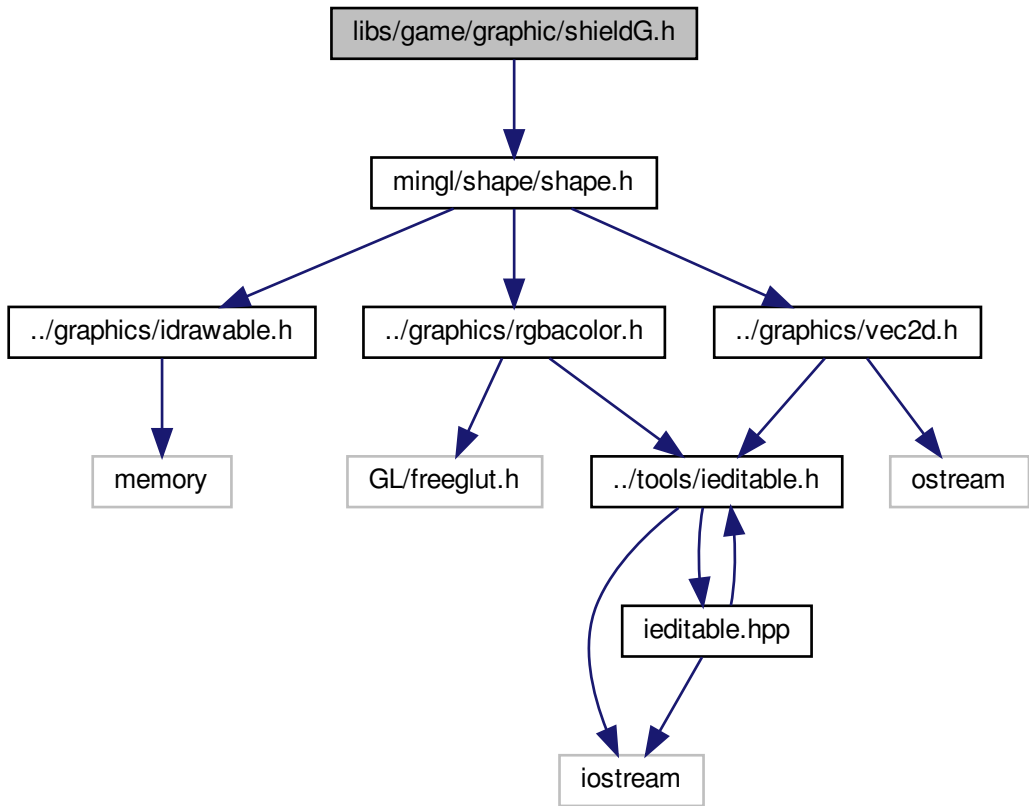 libs/game/graphic/shieldG.h
mingl/shape/shape.h
../graphics/idrawable.h
../graphics/rgbacolor.h
../graphics/vec2d.h
memory
GL/freeglut.h
../tools/ieditable.h
ostream
ieditable.hpp
iostream